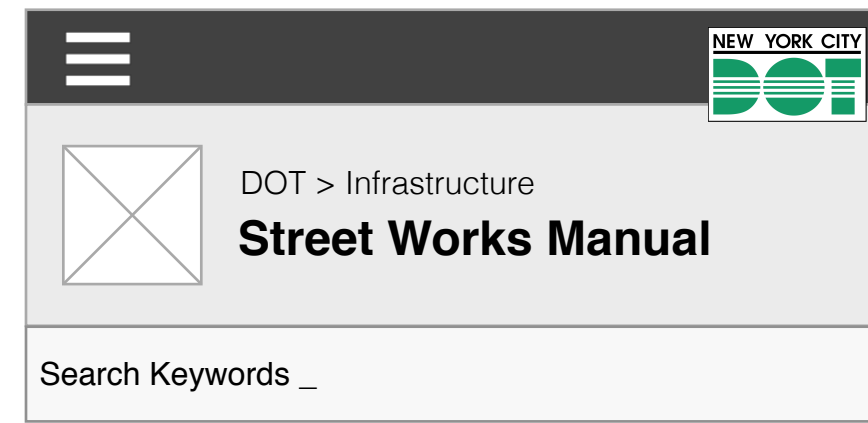 NEW YORK CITY
DOT
DOT > Infrastructure
Street Works Manual
Search Keywords _